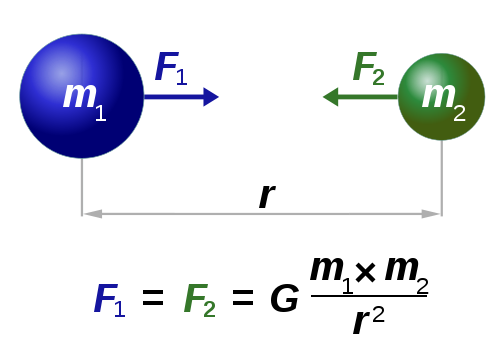 F₁ F₂
m₁ m₂
r
F₁ = F₂ = G m₁ × m₂
r²